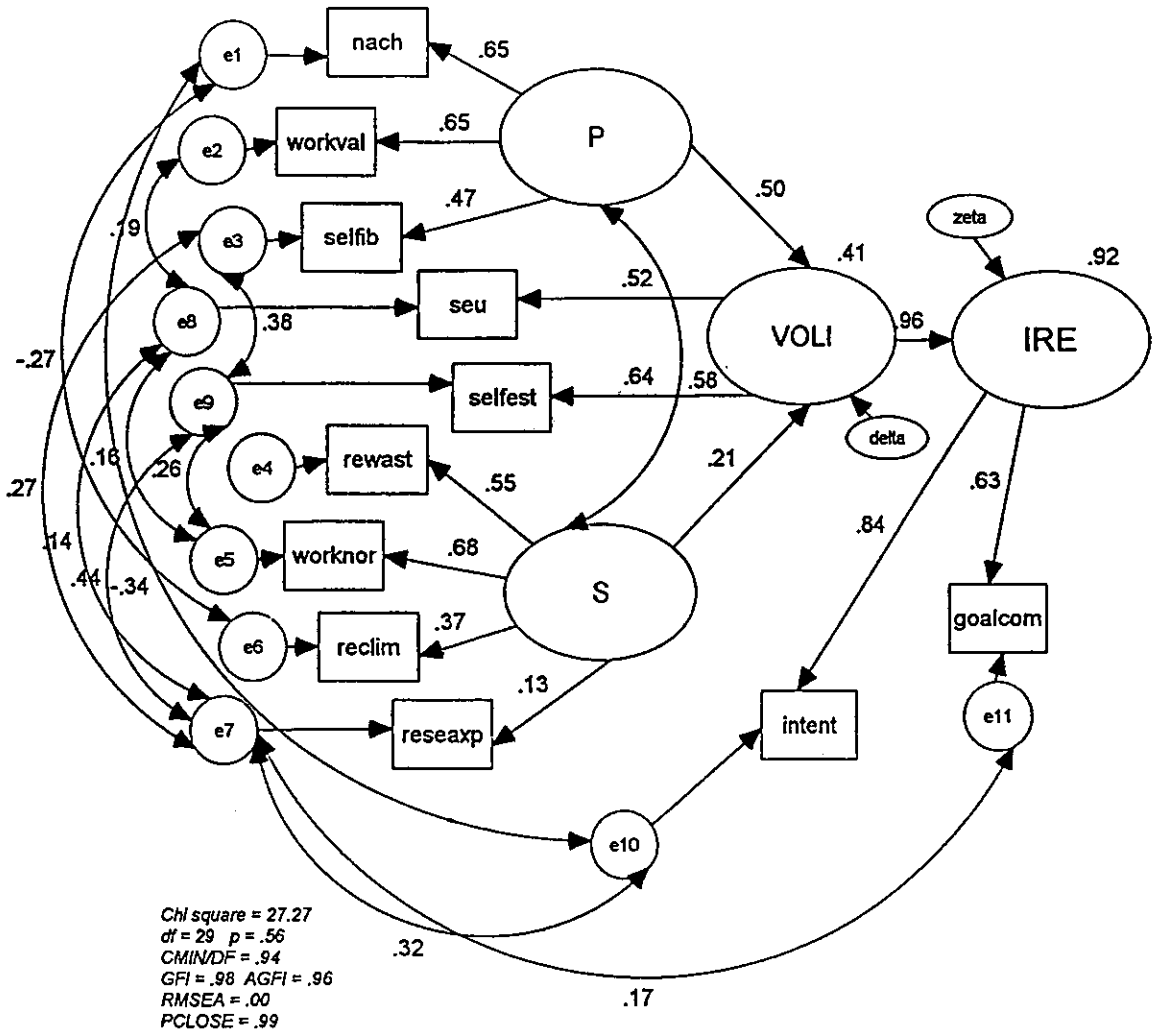 e1 nach .65
P
e2 workval .65
.50
.47
zeta
e3 selfib
.19
.41 .92
.52
e8 seu
.38
VOLI .96 IRE
-.27
.64 .58
e9 selfest
delta
.16 .26 e4 rewast
.21
.27
.55
.63
.84
.14
e5 worknor .68
.44 -.34
S
goalcom
.37
e6 reclim
.13
e7 reseaxp
intent e11
e10
Chi square = 27.27
df = 29 p = .56
CMIN/DF = .94
GFI = .98 AGFI = .96
RMSEA = .00
PCLOSE = .99
.32
.17